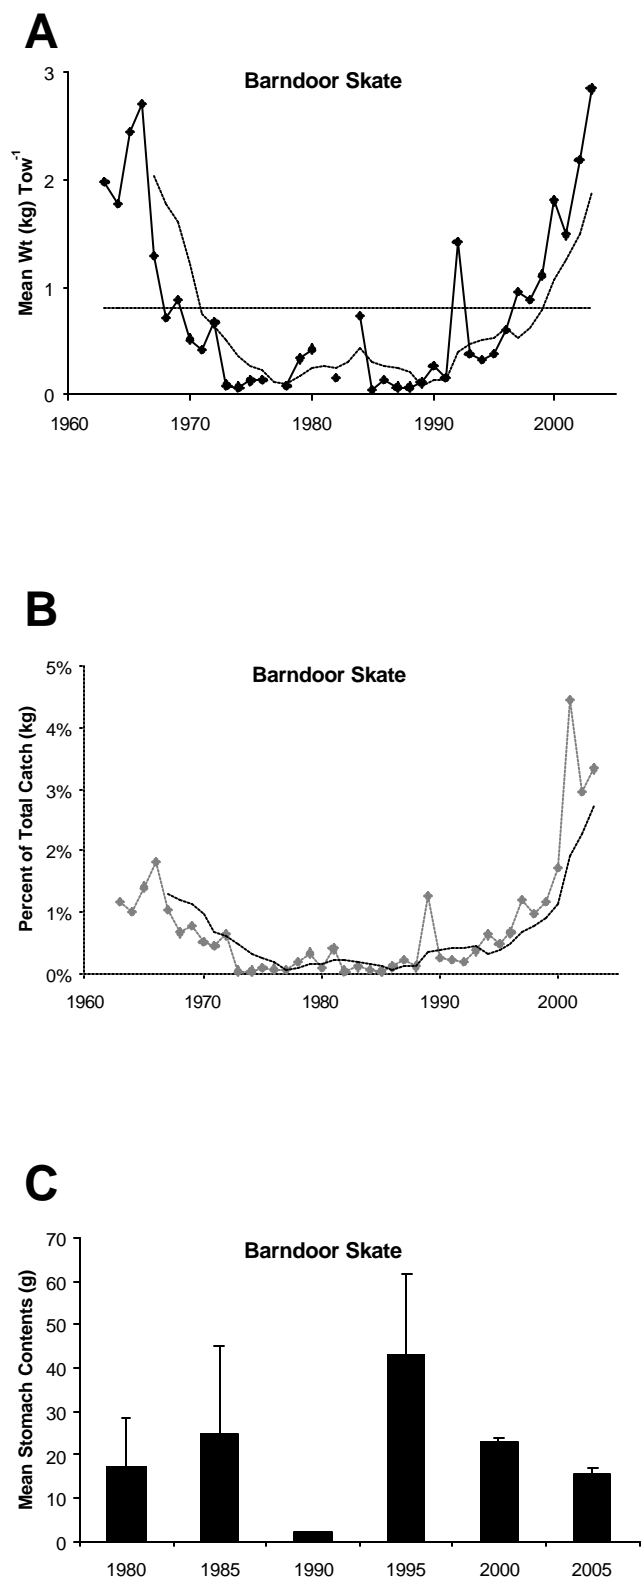 A
Barndoor Skate
Mean Wt (kg) Tow⁻¹
3
2
1
0
1960 1970 1980 1990 2000
B
Barndoor Skate
Percent of Total Catch (kg)
5%
4%
3%
2%
1%
0%
1960 1970 1980 1990 2000
C
Barndoor Skate
Mean Stomach Contents (g)
70
60
50
40
30
20
10
0
1980 1985 1990 1995 2000 2005